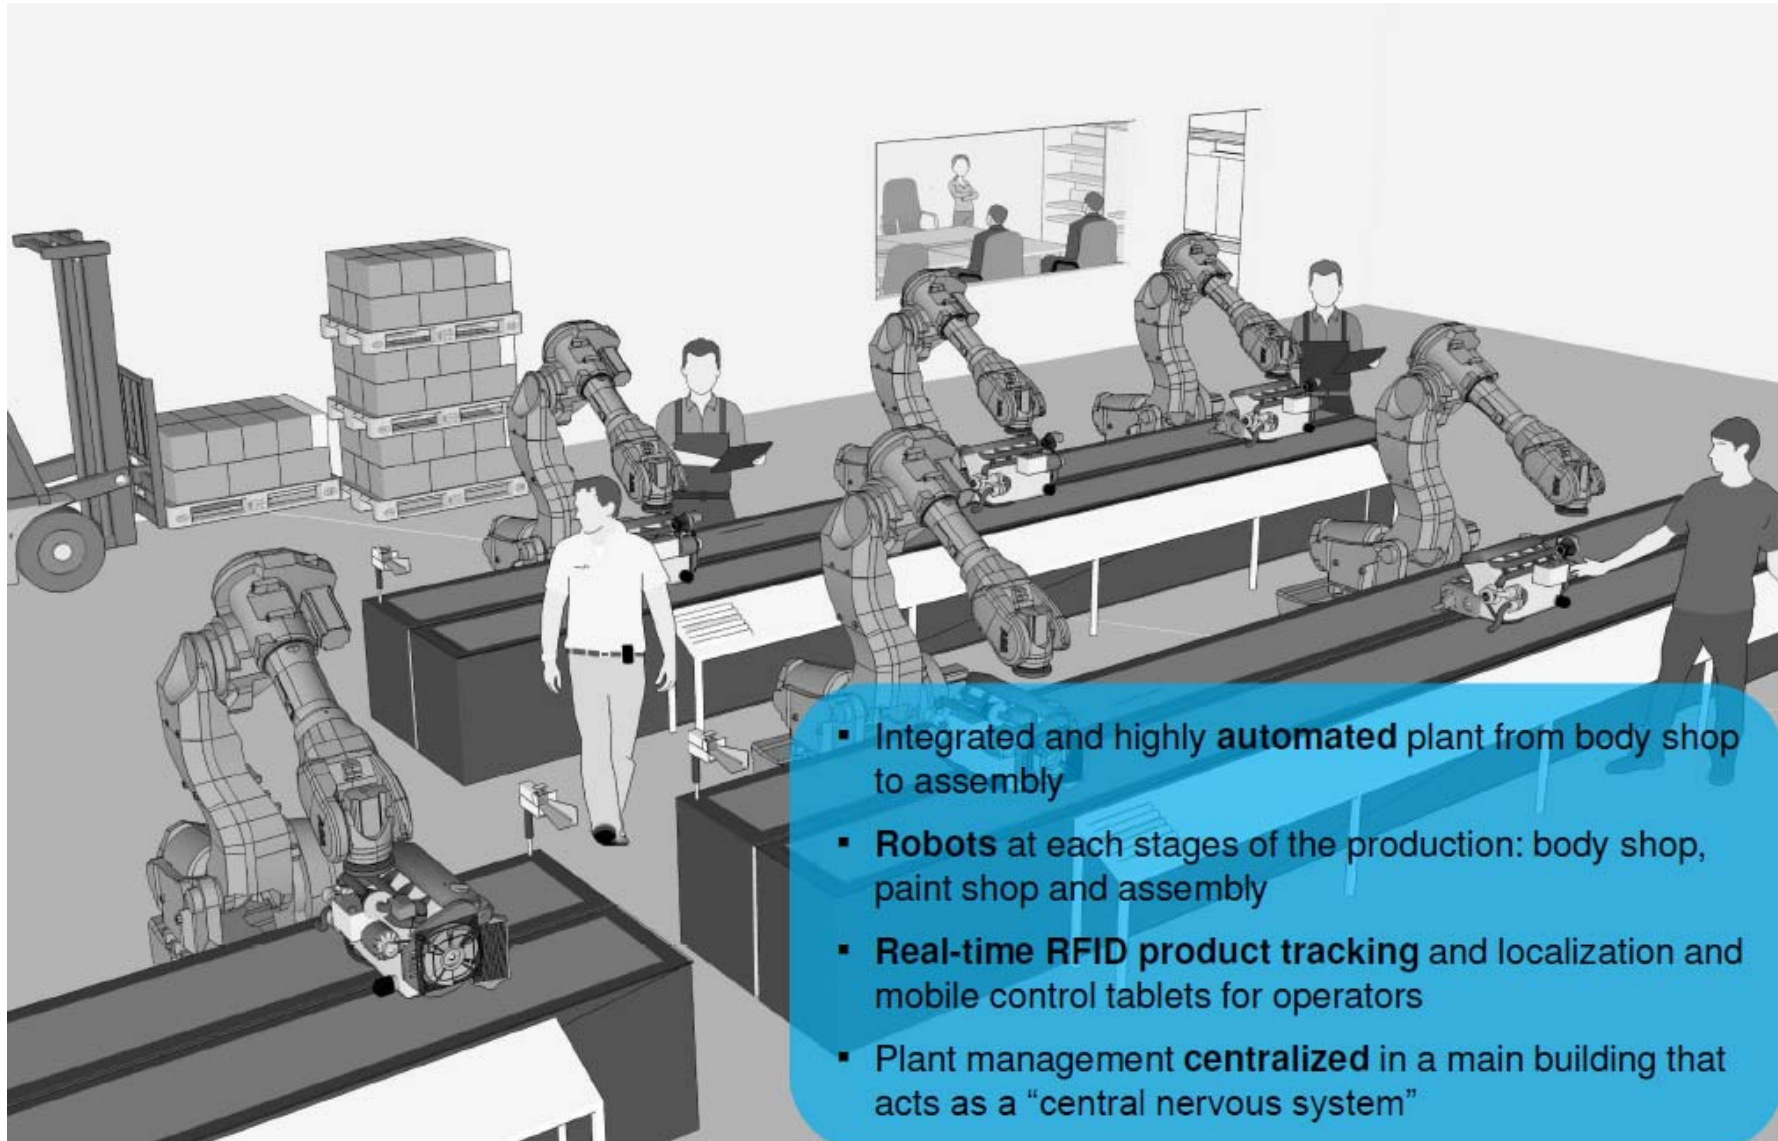 ▪ Integrated and highly automated plant from body shop
to assembly
▪ Robots at each stages of the production: body shop,
paint shop and assembly
▪ Real-time RFID product tracking and localization and
mobile control tablets for operators
▪ Plant management centralized in a main building that
acts as a “central nervous system”